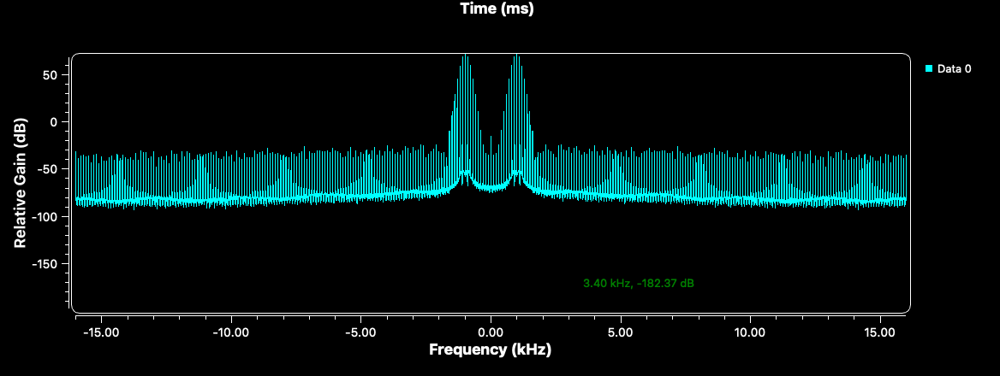 Time (ms)
50
0
-50
-100
-150
Relative Gain (dB)
Data 0
3.40 kHz, -182.37 dB
-15.00 -10.00 -5.00 0.00 5.00 10.00 15.00
Frequency (kHz)